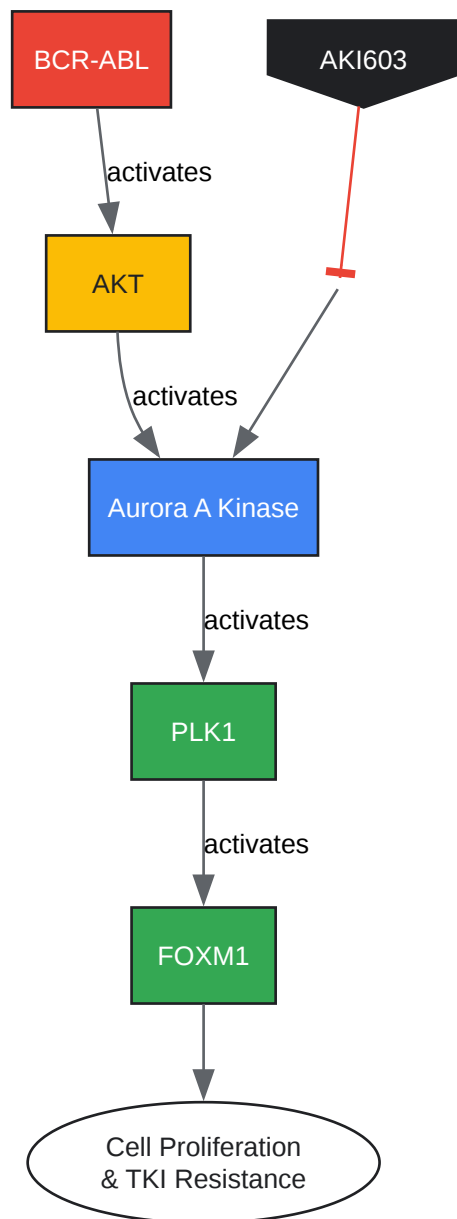 BCR-ABL
AKI603
activates
AKT
activates
Aurora A Kinase
activates
PLK1
activates
FOXM1
Cell Proliferation
& TKI Resistance